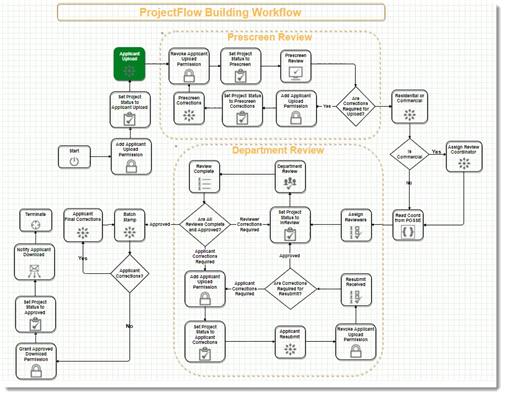 ProjectFlow Building Workflow
Prescreen Review
Applicant
Upload
Revoke Applicant
Upload
Permission
Set Project
Status to
Prescreen
Prescreen
Review
Set Project
Status to
Applicant Upload
Prescreen
Corrections
Set Project
Status to Prescreen
Corrections
Add Applicant
Upload
Permission
Yes
Are
Corrections
Required for
Upload?
Residential or
Commercial
Start
Add Applicant
Upload
Permission
Is
Commercial
Yes
Assign Review
Coordinator
No
Department Review
Review
Complete
Department
Review
Terminate
Applicant
Final Corrections
Batch
Stamp
Approved
Are All
Reviews Complete
and Approved?
Reviewer
Corrections
Required
Set Project
Status to
InReview
Assign
Reviewers
Read Count
from POSSE
Notify Applicant
Download
Yes
Applicant
Corrections?
Applicant
Corrections
Required
Approved
Add Applicant
Upload
Permission
Applicant
Corrections
Required
Are Corrections
Required for
Resubmit?
Resubmit
Received
Set Project
Status to
Approved
No
Set Project
Status to
Applicant
Corrections
Applicant
Resubmit
Revoke Applicant
Upload
Permission
Grant Approved
Download
Permission